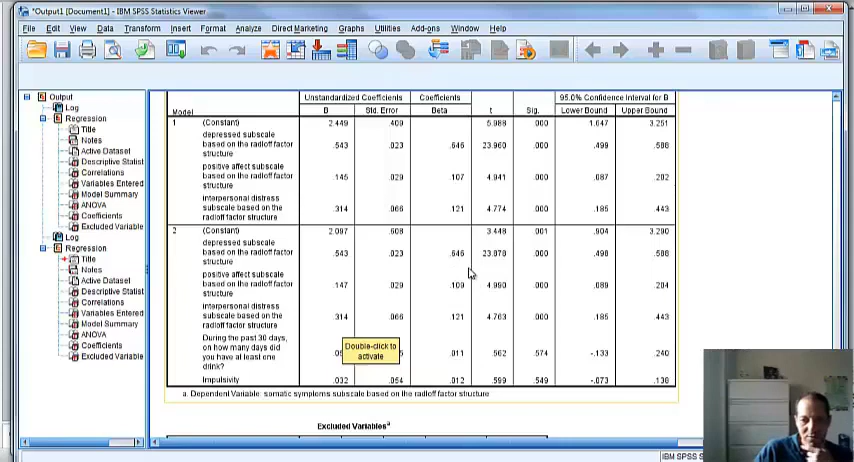 *Output1 [Document1] - IBM SPSS Statistics Viewer
File Edit View Data Transform Insert Format Analyze Direct Marketing Graphs Utilities Add-ons Window Help
Output
Log
Regression
Title
Notes
Active Dataset
Descriptive Statist
Correlations
Variables Entered
Model Summary
ANOVA
Coefficients
Excluded Variable
Log
Regression
Title
Notes
Active Dataset
Descriptive Statist
Correlations
Variables Entered
Model Summary
ANOVA
Coefficients
Excluded Variable
Unstandardized Coefficients Coefficients 95.0% Confidence Interval for B
Model B Std. Error Beta t Sig. Lower Bound Upper Bound
1 (Constant) 2.449 .409 5.988 .000 1.647 3.251
depressed subscale
based on the radloff factor .543 .023 .646 23.960 .000 .499 .588
structure
positive affect subscale
based on the radloff factor .145 .029 .107 4.941 .000 .087 .202
structure
interpersonal distress
subscale based on the .314 .066 .121 4.774 .000 .185 .443
radloff factor structure
2 (Constant) 2.097 .608 3.448 .001 .904 3.290
depressed subscale
based on the radloff factor .543 .023 .646 23.878 .000 .498 .588
structure
positive affect subscale
based on the radloff factor .147 .029 .109 4.990 .000 .089 .204
structure
interpersonal distress
subscale based on the .314 .066 .121 4.763 .000 .185 .443
radloff factor structure
During the past 30 days,
on how many days did
you have at least one .011 .562 .574 -.133 .240
drink?
Double-click to
activate
Impulsivity .032 .054 .012 .599 .549 -.073 .138
a. Dependent Variable: somatic symptems subscale based on the radloff factor structure
Excluded Variables a
IBM SPSS S